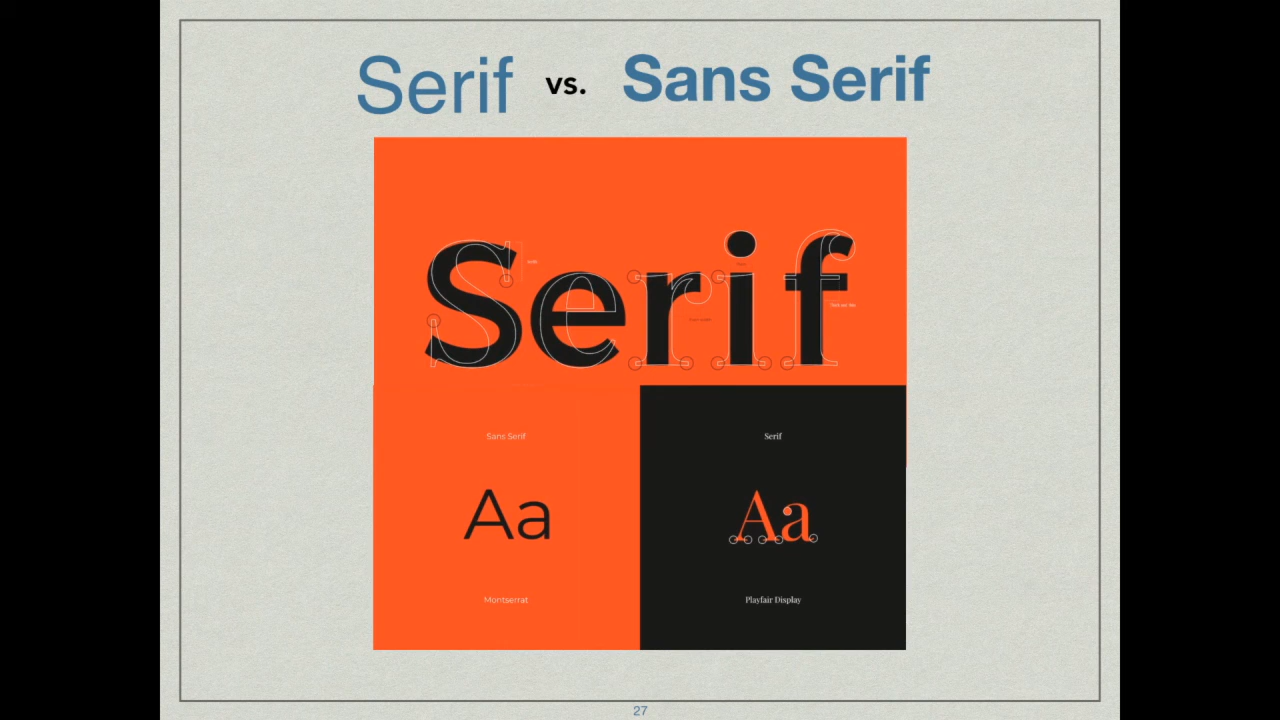 Serif vs. Sans Serif
Serif
Sans Serif
Serif
Aa
Aa
Montserrat
Playfair Display
27